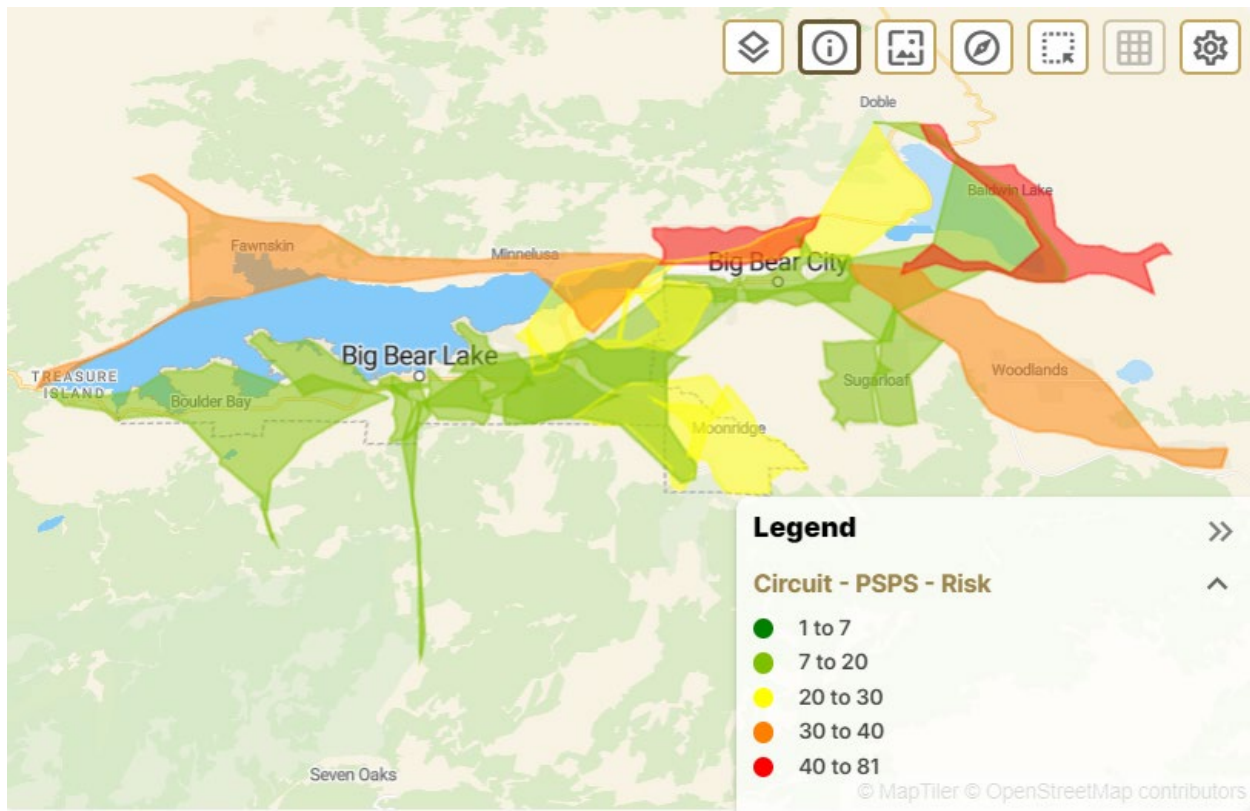 Doble
Baldwin Lake
Fawnskin
Minnelusa
Big Bear City
Big Bear Lake
TREASURE
ISLAND
Boulder Bay
Sugarloaf
Woodlands
Moonridge
Legend
Circuit - PSPS - Risk
1 to 7
7 to 20
20 to 30
30 to 40
40 to 81
Seven Oaks
© MapTiler © OpenStreetMap contributors